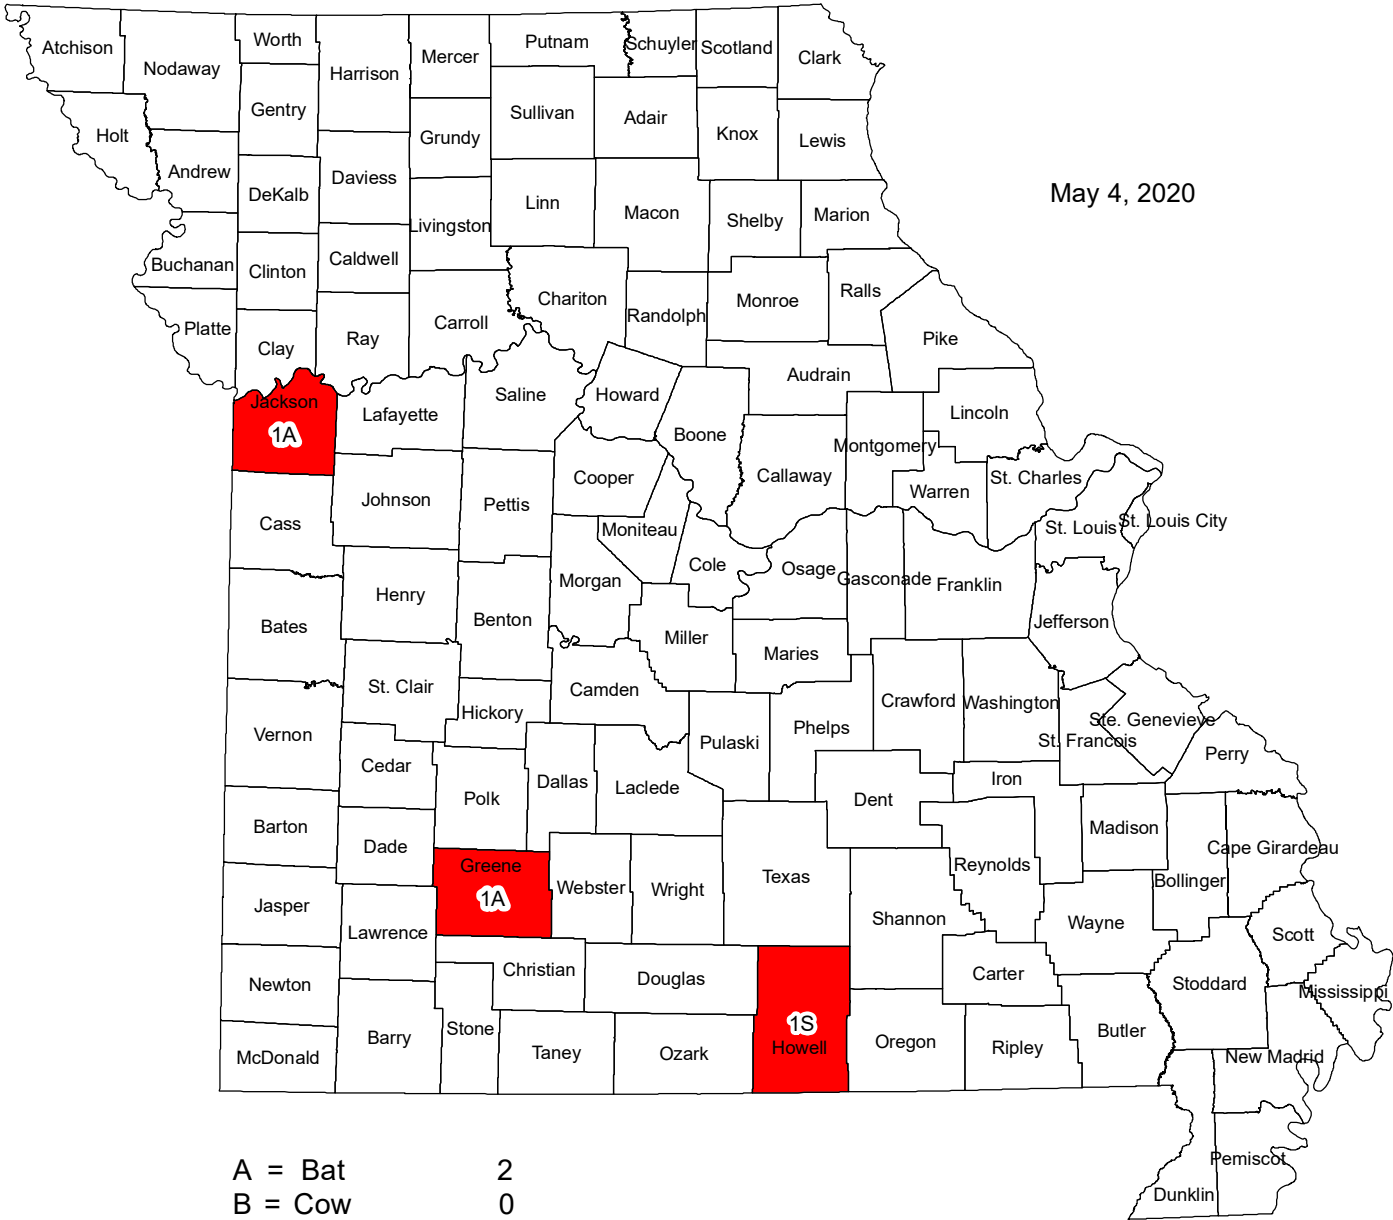 Atchison
Nodaway
Worth
Harrison
Mercer
Putnam
Schuyler
Scotland
Clark
Gentry
Sullivan
Adair
Knox
Lewis
Holt
Andrew
DeKalb
Daviess
Grundy
Linn
Macon
Shelby
Marion
May 4, 2020
Livingston
Buchanan
Clinton
Caldwell
Chariton
Randolph
Monroe
Ralls
Platte
Clay
Ray
Carroll
Pike
Audrain
Jackson
1A
Lafayette
Saline
Howard
Boone
Lincoln
Montgomery
Callaway
Cooper
Warren
St. Charles
Johnson
Pettis
Cass
Moniteau
St. Louis
St. Louis City
Cole
Osage
Gasconade
Franklin
Morgan
Henry
Benton
Bates
Miller
Maries
Jefferson
St. Clair
Camden
Hickory
Crawford
Washington
Ste. Genevieve
St. Francois
Vernon
Pulaski
Phelps
Perry
Cedar
Dallas
Laclede
Polk
Dent
Iron
Barton
Dade
Madison
Cape Girardeau
Greene
1A
Webster
Wright
Texas
Reynolds
Bollinger
Jasper
Lawrence
Shannon
Wayne
Scott
Newton
Christian
Douglas
Carter
Stoddard
Mississippi
1S
Howell
McDonald
Barry
Stone
Taney
Ozark
Oregon
Ripley
Butler
New Madrid
Pemiscot
Dunklin
A = Bat 2
B = Cow 0